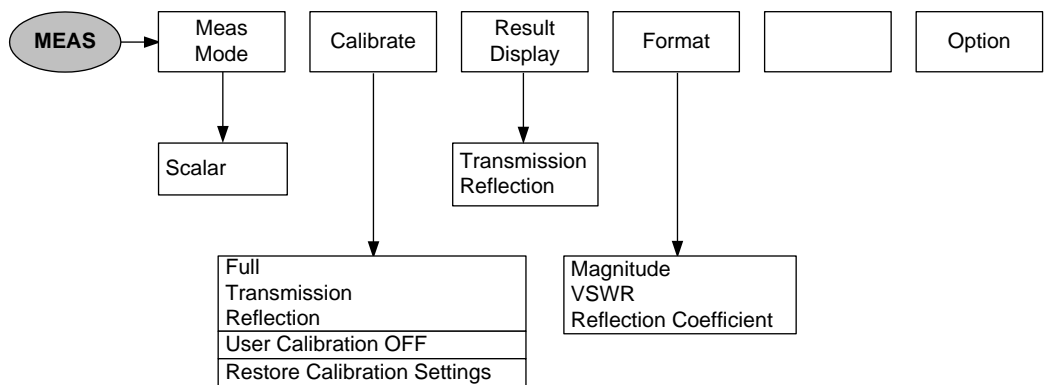 MEAS
Meas
Mode
Calibrate
Result
Display
Format
Option
Scalar
Transmission
Reflection
Full
Transmission
Reflection
User Calibration OFF
Restore Calibration Settings
Magnitude
VSWR
Reflection Coefficient